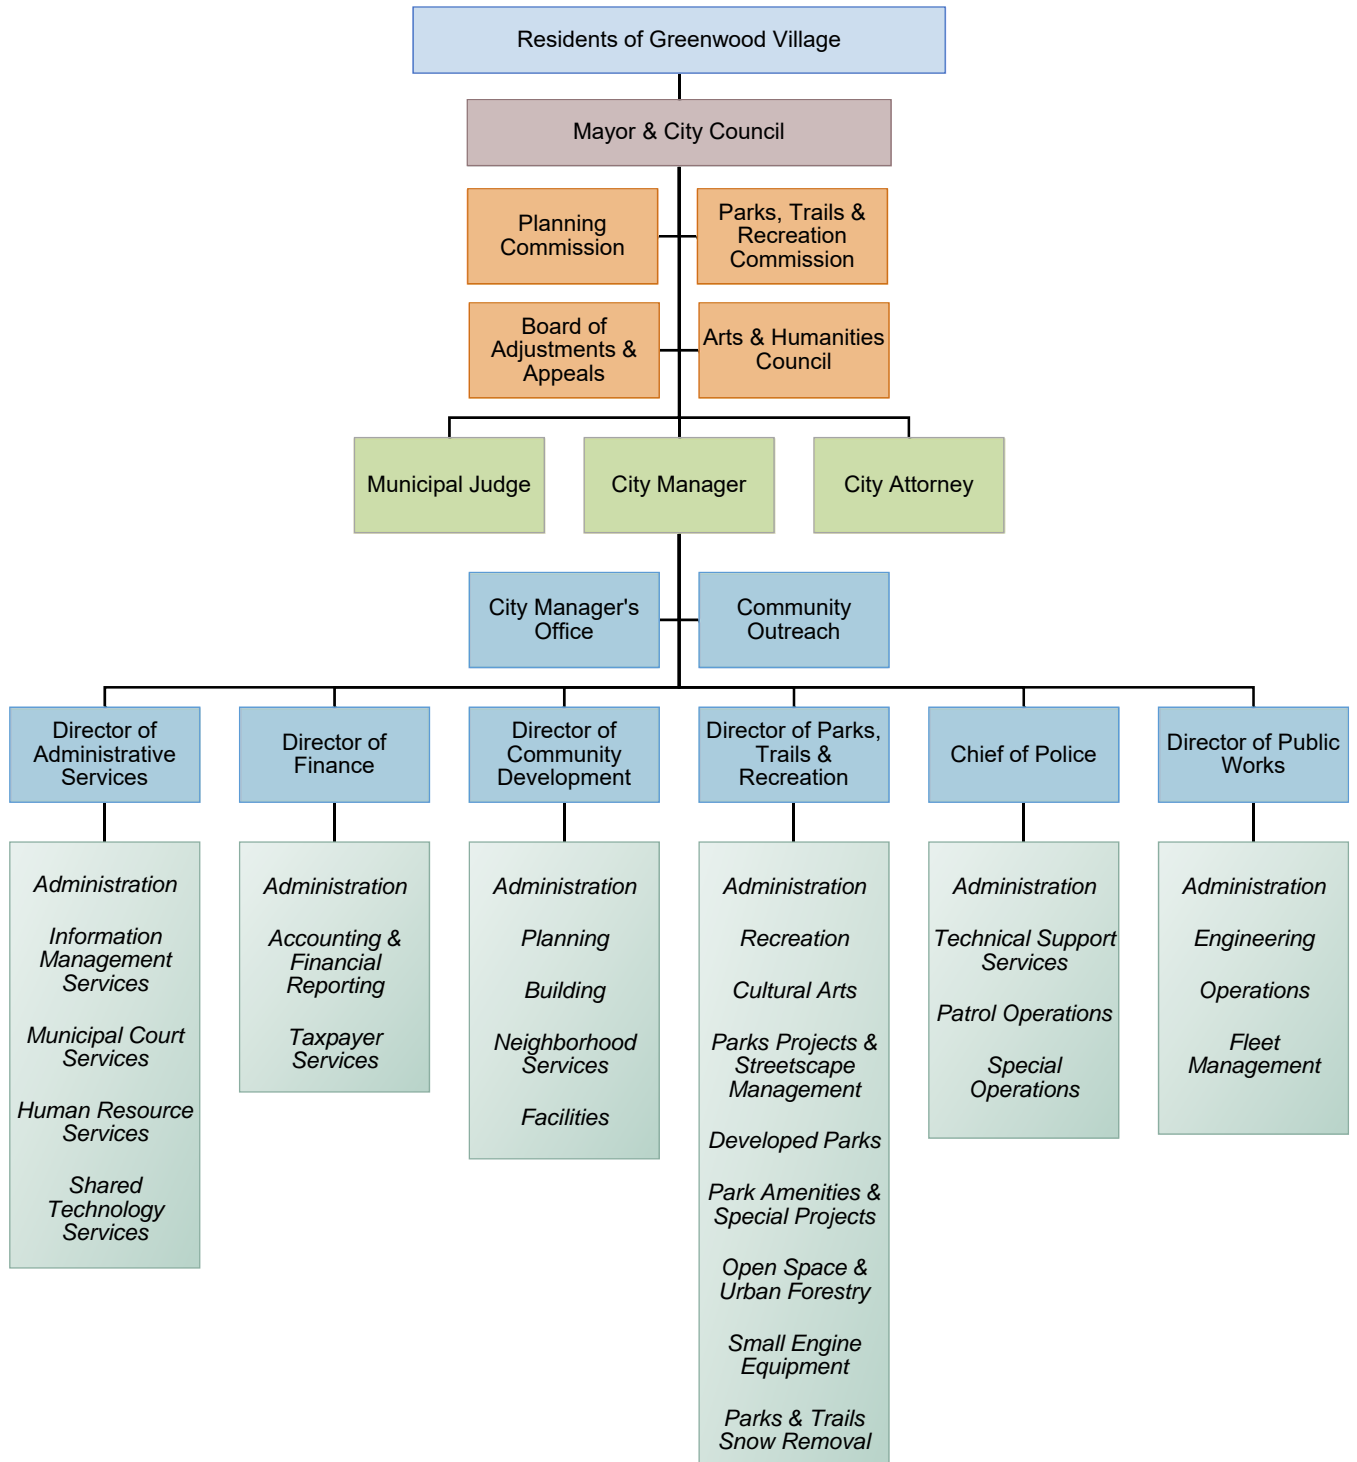 Residents of Greenwood Village
Mayor & City Council
Planning
Commission
Parks, Trails &
Recreation
Commission
Board of
Adjustments &
Appeals
Arts & Humanities
Council
Municipal Judge
City Manager
City Attorney
City Manager's
Office
Community
Outreach
Director of
Administrative
Services
Director of
Finance
Director of
Community
Development
Director of Parks,
Trails &
Recreation
Chief of Police
Director of Public
Works
Administration
Information
Management
Services
Municipal Court
Services
Human Resource
Services
Shared
Technology
Services
Administration
Accounting &
Financial
Reporting
Taxpayer
Services
Administration
Planning
Building
Neighborhood
Services
Facilities
Administration
Recreation
Cultural Arts
Parks Projects &
Streetscape
Management
Developed Parks
Park Amenities &
Special Projects
Open Space &
Urban Forestry
Small Engine
Equipment
Parks & Trails
Snow Removal
Administration
Technical Support
Services
Patrol Operations
Special
Operations
Administration
Engineering
Operations
Fleet
Management